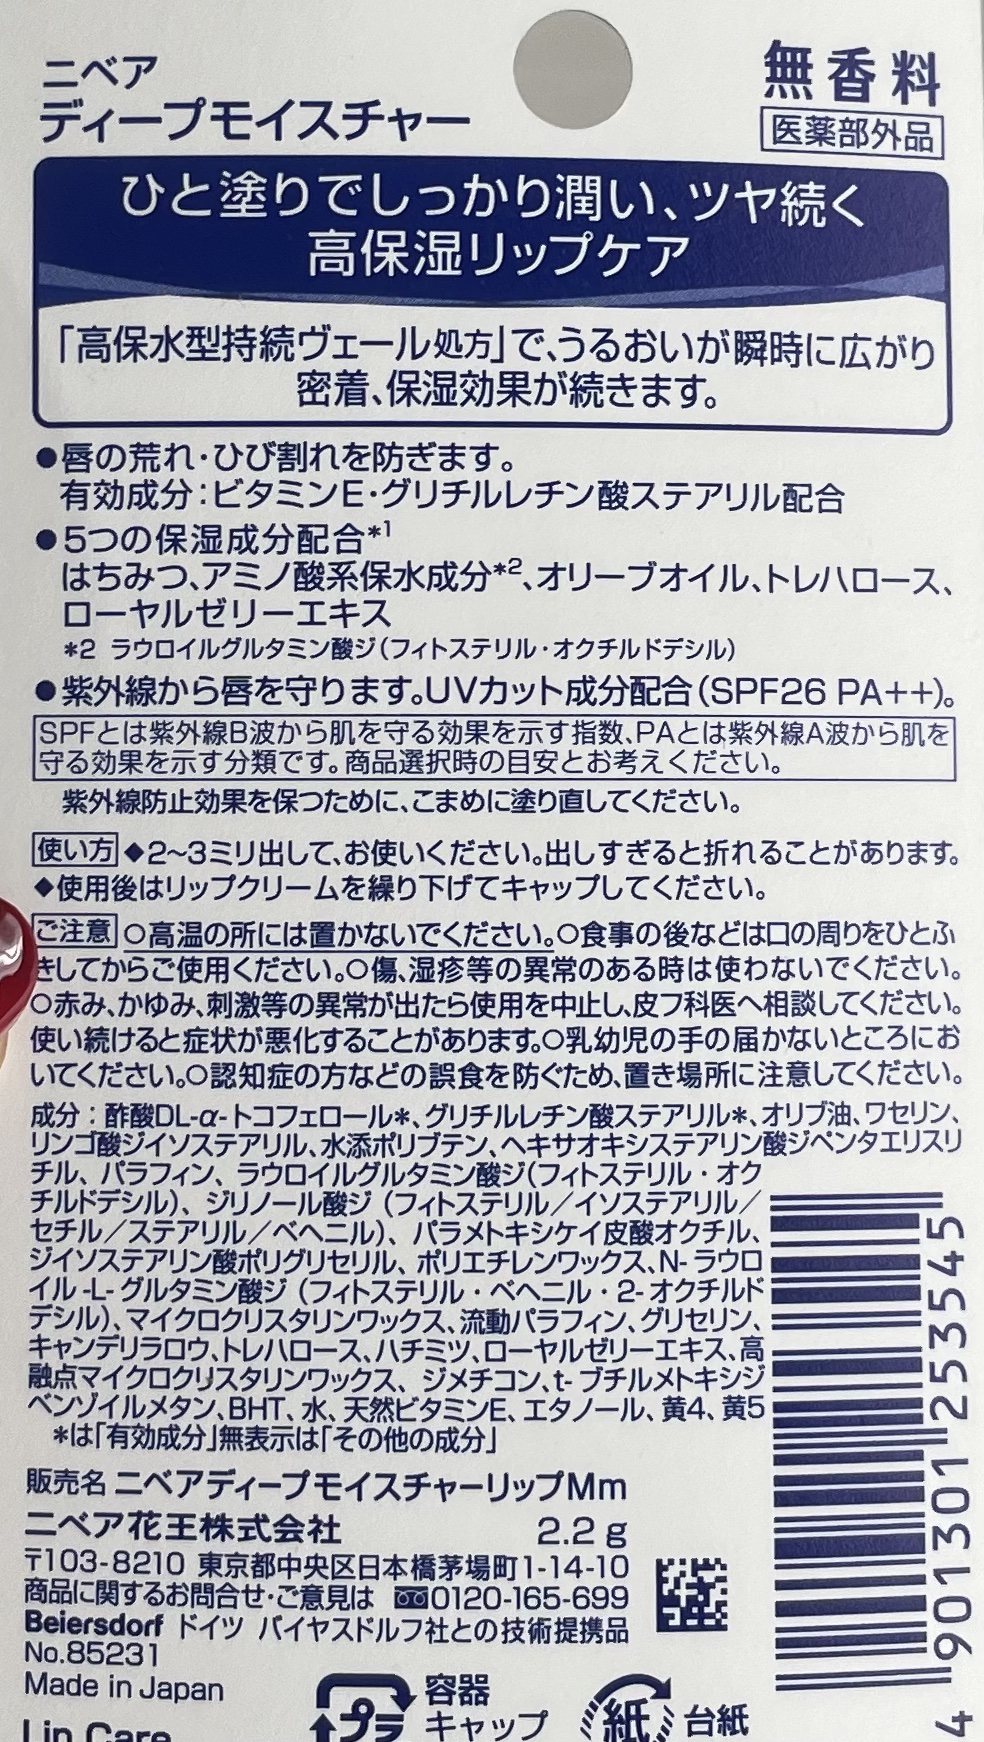 ニベア
ディープモイスチャー
無香料
医薬部外品
ひと塗りでしっかり潤い、ツヤ続く
高保湿リップケア
「高保水型持続ヴェール処方」で、うるおいが瞬時に広がり
密着、保湿効果が続きます。
●唇の荒れ・ひび割れを防ぎます。
有効成分：ビタミンE・グリチルレチン酸ステアリル配合
●5つの保湿成分配合*1
はちみつ、アミノ酸系保水成分*2、オリーブオイル、トレハロース、
ローヤルゼリーエキス
*2 ラウロイルグルタミン酸ジ(フィトステリル・オクチルドデシル)
●紫外線から唇を守ります。UVカット成分配合(SPF26 PA++)。
SPFとは紫外線B波から肌を守る効果を示す指数、PAとは紫外線A波から肌を
守る効果を示す分類です。商品選択時の目安とお考えください。
紫外線防止効果を保つために、こまめに塗り直してください。
使い方 ◆2~3ミリ出して、お使いください。出しすぎると折れることがあります。
◆使用後はリップクリームを繰り下げてキャップしてください。
ご注意 ○高温の所には置かないでください。○食事の後などは口の周りをひとふ
きしてからご使用ください。○傷、湿疹等の異常のある時は使わないでください。
○赤み、かゆみ、刺激等の異常が出たら使用を中止し、皮フ科医へ相談してください。
使い続けると症状が悪化することがあります。○乳幼児の手の届かないところにお
いてください。○認知症の方などの誤食を防ぐため、置き場所に注意してください。
成分：酢酸DL-α-トコフェロール*、グリチルレチン酸ステアリル*、オリブ油、ワセリン、
リンゴ酸ジイソステアリル、水添ポリブテン、ヘキサオキシステアリン酸ジペンタエリスリ
チル、パラフィン、ラウロイルグルタミン酸ジ(フィトステリル・オク
チルドデシル)、ジリノール酸ジ（フィトステリル／イソステアリル／
セチル／ステアリル／ベヘニル)、パラメトキシケイ皮酸オクチル、
ジイソステアリン酸ポリグリセリル、ポリエチレンワックス、N-ラウロ
イル-L-グルタミン酸ジ（フィトステリル・ベヘニル・2-オクチルド
デシル)、マイクロクリスタリンワックス、流動パラフィン、グリセリン、
キャンデリラロウ、トレハロース、ハチミツ、ローヤルゼリーエキス、高
融点マイクロクリスタリンワックス、ジメチコン、t-ブチルメトキシジ
ベンゾイルメタン、BHT、水、天然ビタミンE、エタノール、黄4、黄5
*は「有効成分」無表示は「その他の成分」
販売名 ニベアディープモイスチャーリップMm
ニベア花王株式会社 2.2g
〒103-8210 東京都中央区日本橋茅場町1-14-10
商品に関するお問合せ・ご意見は 0120-165-699
Beiersdorf ドイツ バイヤスドルフ社との技術提携品
No.85231
Made in Japan
Lip Care
プラ
容器
キャップ
紙
台紙
4 901301 253545